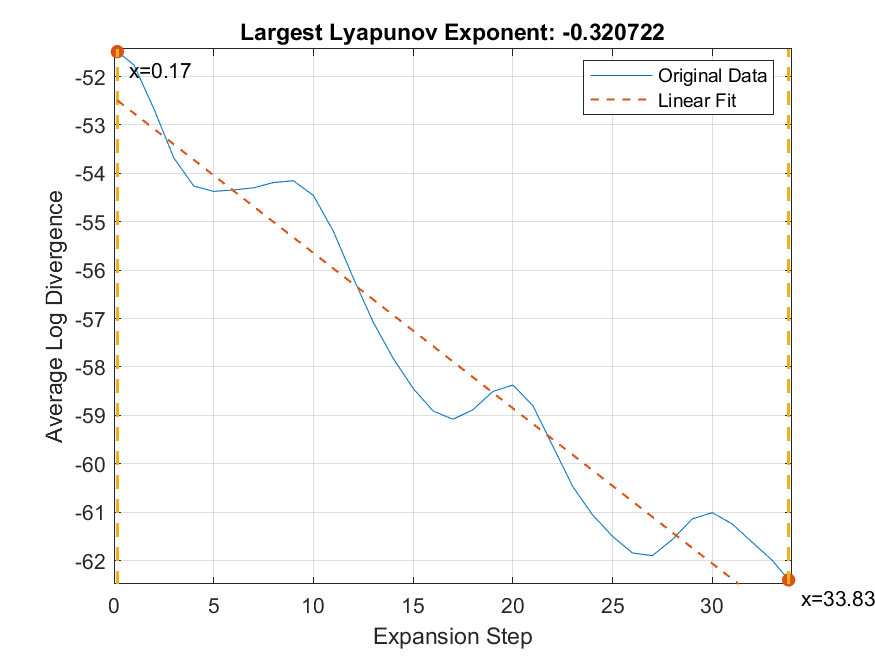 Largest Lyapunov Exponent: -0.320722
Original Data
Linear Fit
x=0.17
x=33.83
Average Log Divergence
-52
-53
-54
-55
-56
-57
-58
-59
-60
-61
-62
0 5 10 15 20 25 30
Expansion Step